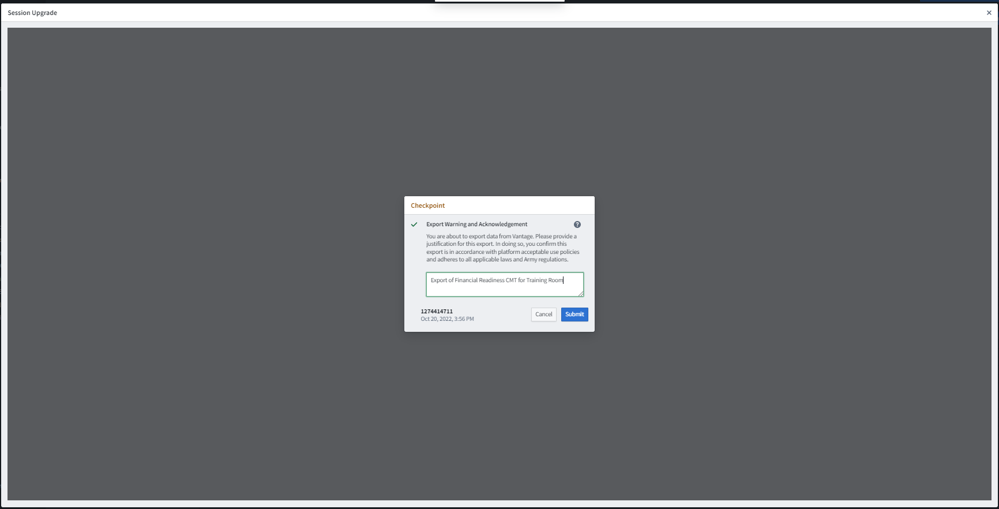 Session Upgrade
Checkpoint
Export Warning and Acknowledgement
You are about to export data from Vantage. Please provide a
justification for this export. In doing so, you confirm this
export is in accordance with platform acceptable use policies
and adheres to all applicable laws and Army regulations.
Export of Financial Readiness CMT for Training Room
1274414711
Oct 20, 2022, 3:56 PM
Cancel
Submit